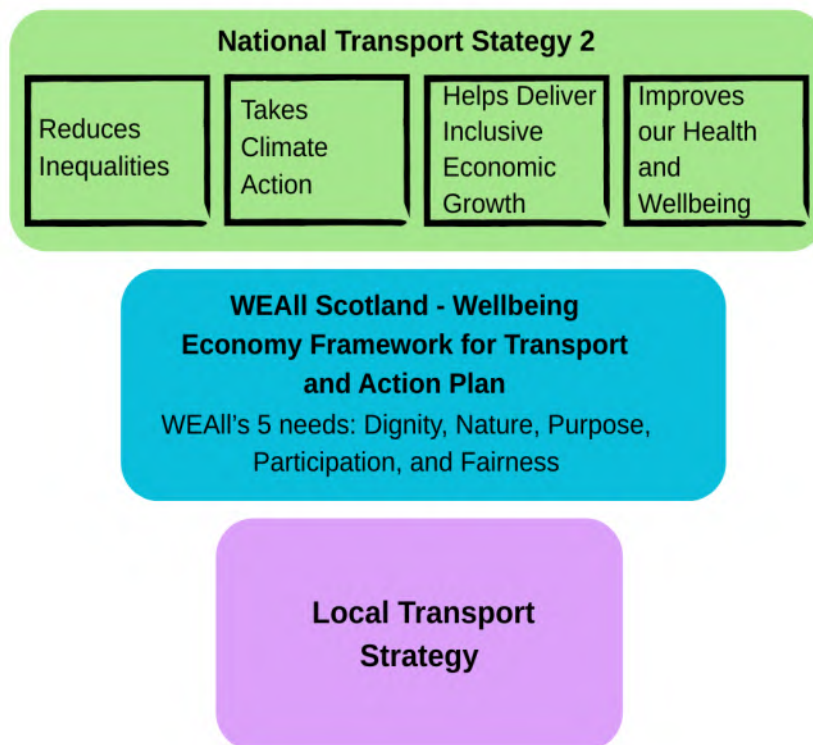 National Transport Stategy 2
Reduces
Inequalities
Takes
Climate
Action
Helps Deliver
Inclusive
Economic
Growth
Improves
our Health
and
Wellbeing
WEAll Scotland - Wellbeing
Economy Framework for Transport
and Action Plan
WEAll's 5 needs: Dignity, Nature, Purpose,
Participation, and Fairness
Local Transport
Strategy